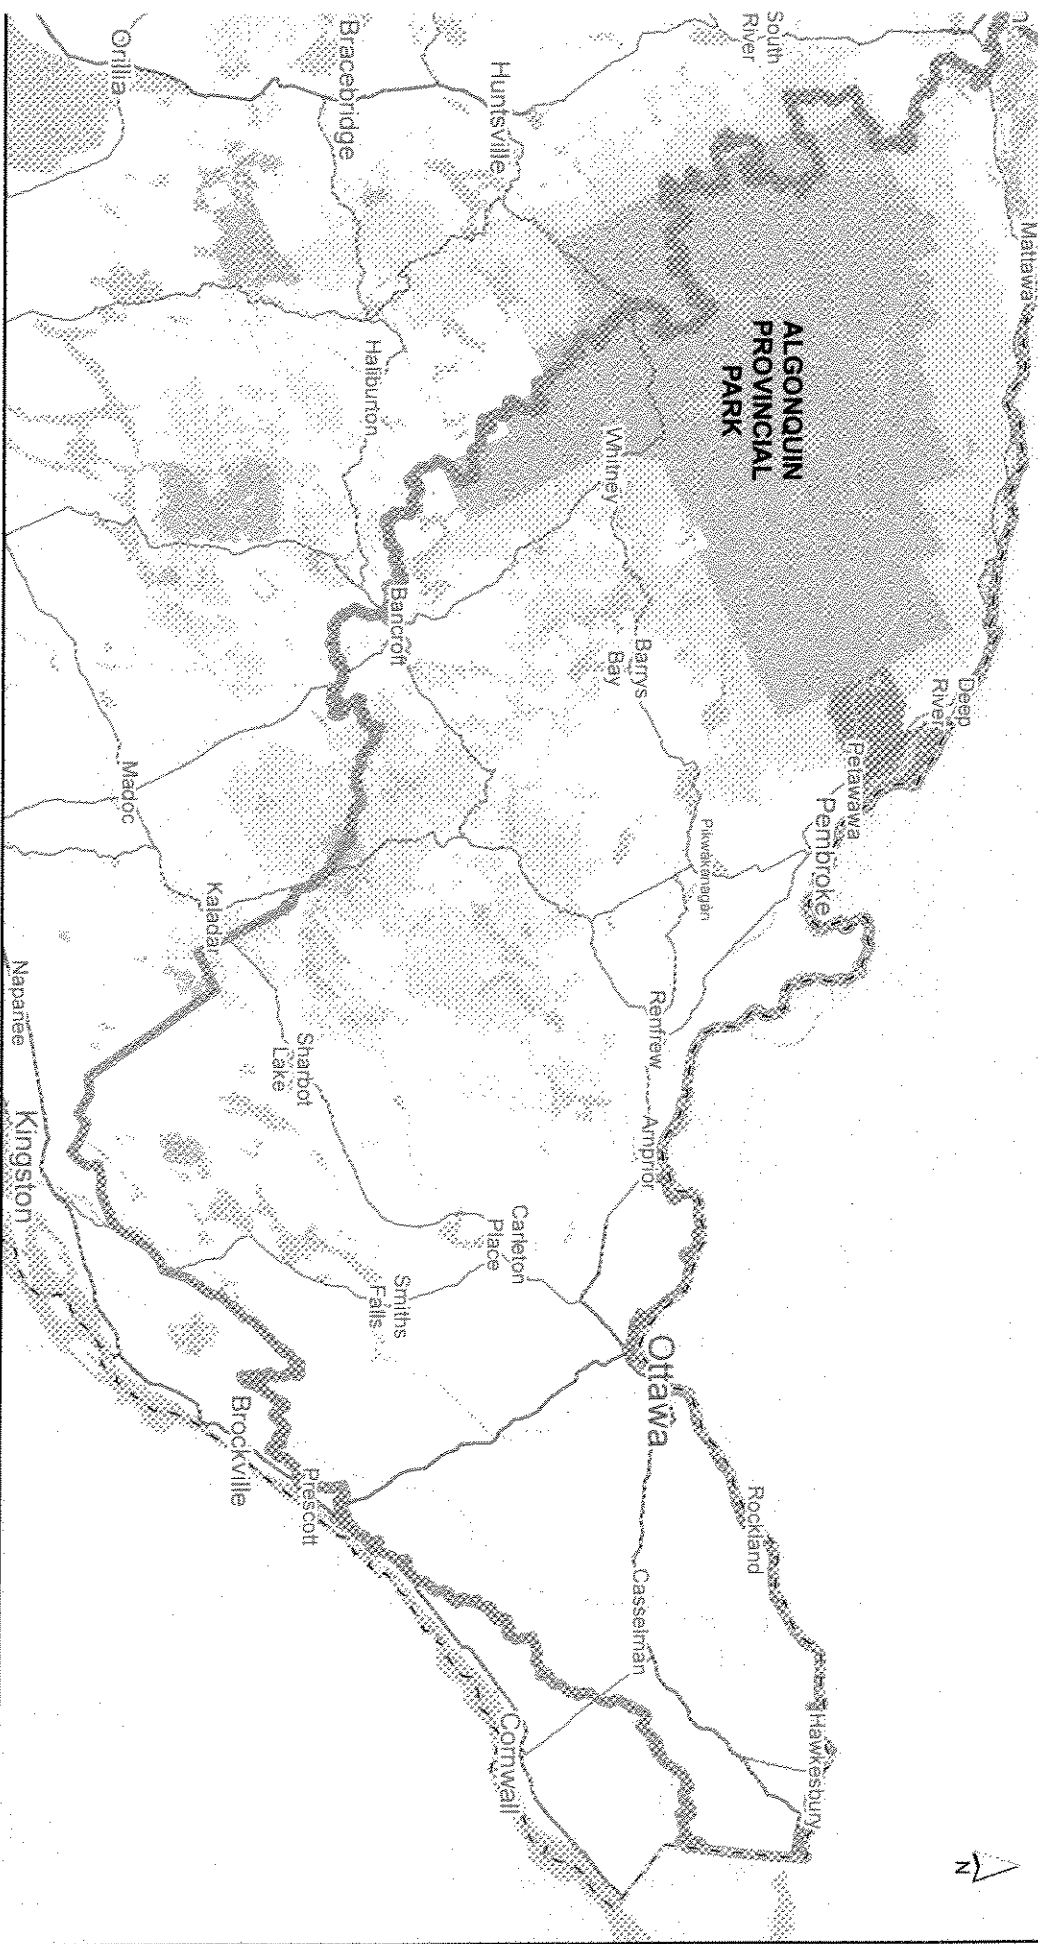 South
River
Mattawa
Orillia
Bracebridge
Huntsville
ALGONQUIN
PROVINCIAL
PARK
Haliburton
Whitney
Bancroft
Barrys
Bay
Deep
River
Petawawa
Pembroke
Pikwakanagan
Madoc
Kaladar
Renfrew
Arnprior
Napanee
Sharbot
Lake
Kingston
Carleton
Place
Smiths
Falls
Ottawa
Brockville
Prescott
Rockland
Casselman
Cornwall
Hawkesbury
N